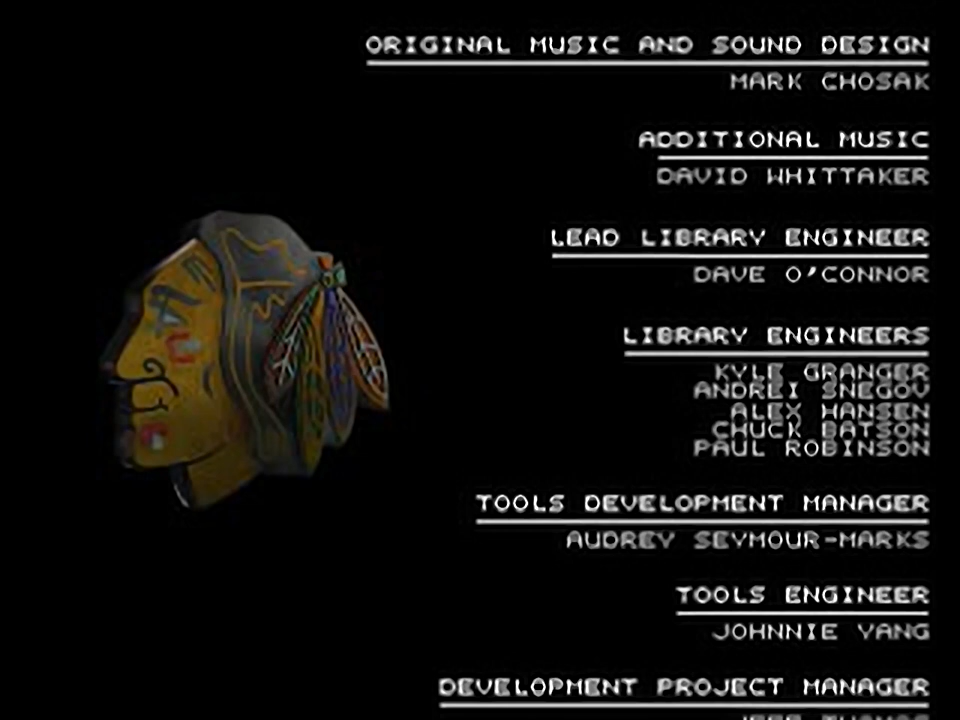 ORIGINAL MUSIC AND SOUND DESIGN
MARK CHOSAK
ADDITIONAL MUSIC
DAVID WHITTAKER
LEAD LIBRARY ENGINEER
DAVE O'CONNOR
LIBRARY ENGINEERS
KYLE GRANGER
ANDREI SNEGOV
ALEX HANSEN
CHUCK BATSON
PAUL ROBINSON
TOOLS DEVELOPMENT MANAGER
AUDREY SEYMOUR-MARKS
TOOLS ENGINEER
JOHNNIE YANG
DEVELOPMENT PROJECT MANAGER